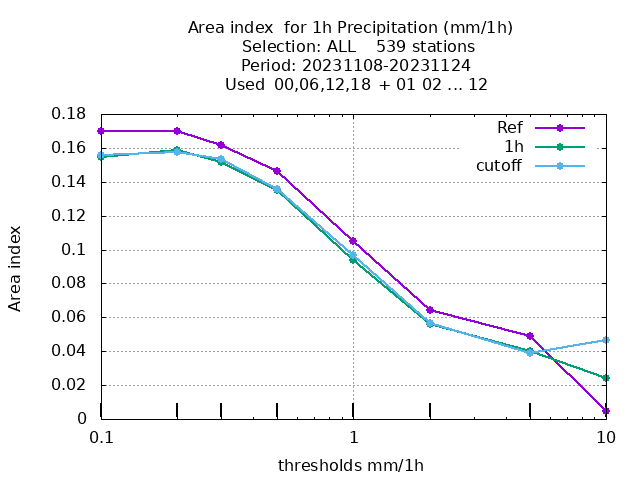 Area index  for 1h Precipitation (mm/1h)
Selection: ALL    539 stations
Period: 20231108-20231124
Used  00,06,12,18  + 01 02 ... 12
0.18
0.16
0.14
0.12
0.1
0.08
0.06
0.04
0.02
0
Area index
Ref
1h
cutoff
0.1
1
10
thresholds mm/1h